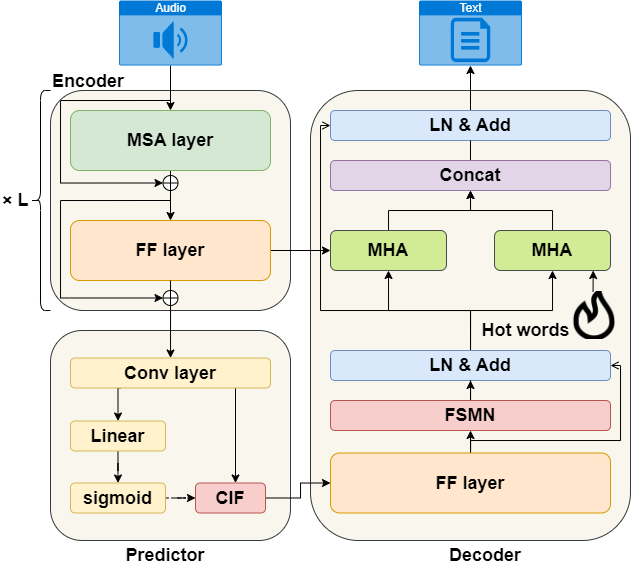 Audio
Text
Encoder
MSA layer
× L
FF layer
LN & Add
Concat
MHA
MHA
Hot words
LN & Add
FSMN
FF layer
Conv layer
Linear
sigmoid
CIF
Predictor
Decoder